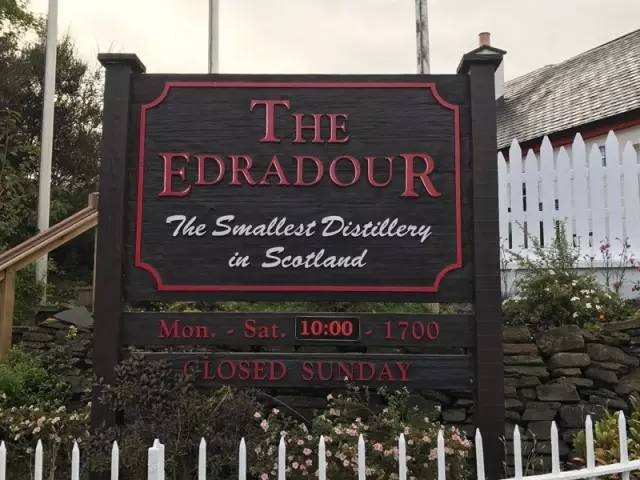 THE
EDRADOUR
The Smallest Distillery
in Scotland
Mon. - Sat. 10:00 - 1700
CLOSED SUNDAY